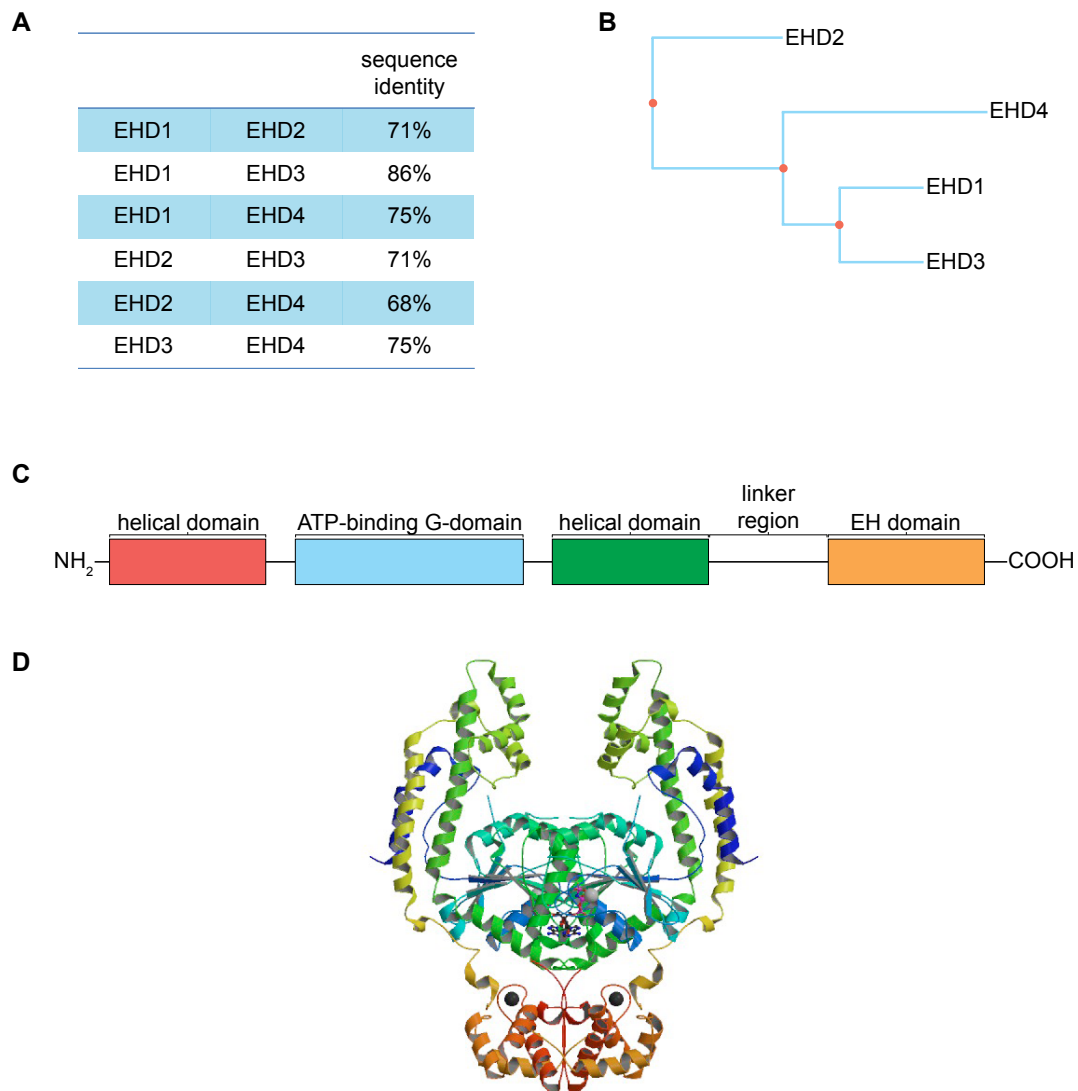 A
sequence
identity
EHD1 EHD2 71%
EHD1 EHD3 86%
EHD1 EHD4 75%
EHD2 EHD3 71%
EHD2 EHD4 68%
EHD3 EHD4 75%
B
EHD2
EHD4
EHD1
EHD3
C
linker
helical domain ATP-binding G-domain helical domain region EH domain
NH2 COOH
D